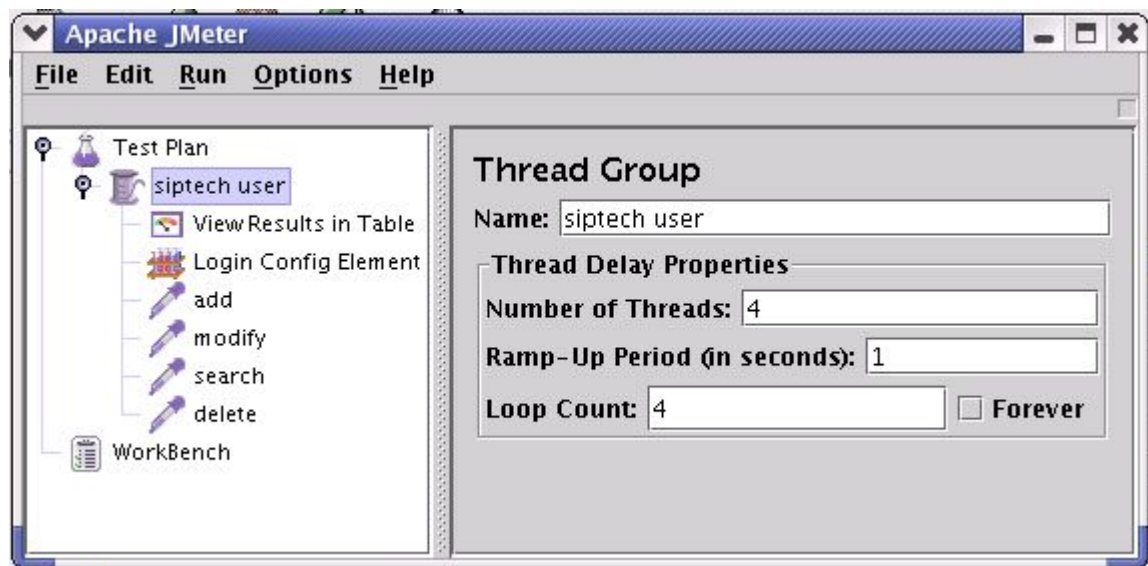 Apache JMeter
File Edit Run Options Help
Test Plan
siptech user
View Results in Table
Login Config Element
add
modify
search
delete
WorkBench
Thread Group
Name: siptech user
Thread Delay Properties
Number of Threads: 4
Ramp-Up Period (in seconds): 1
Loop Count: 4 Forever